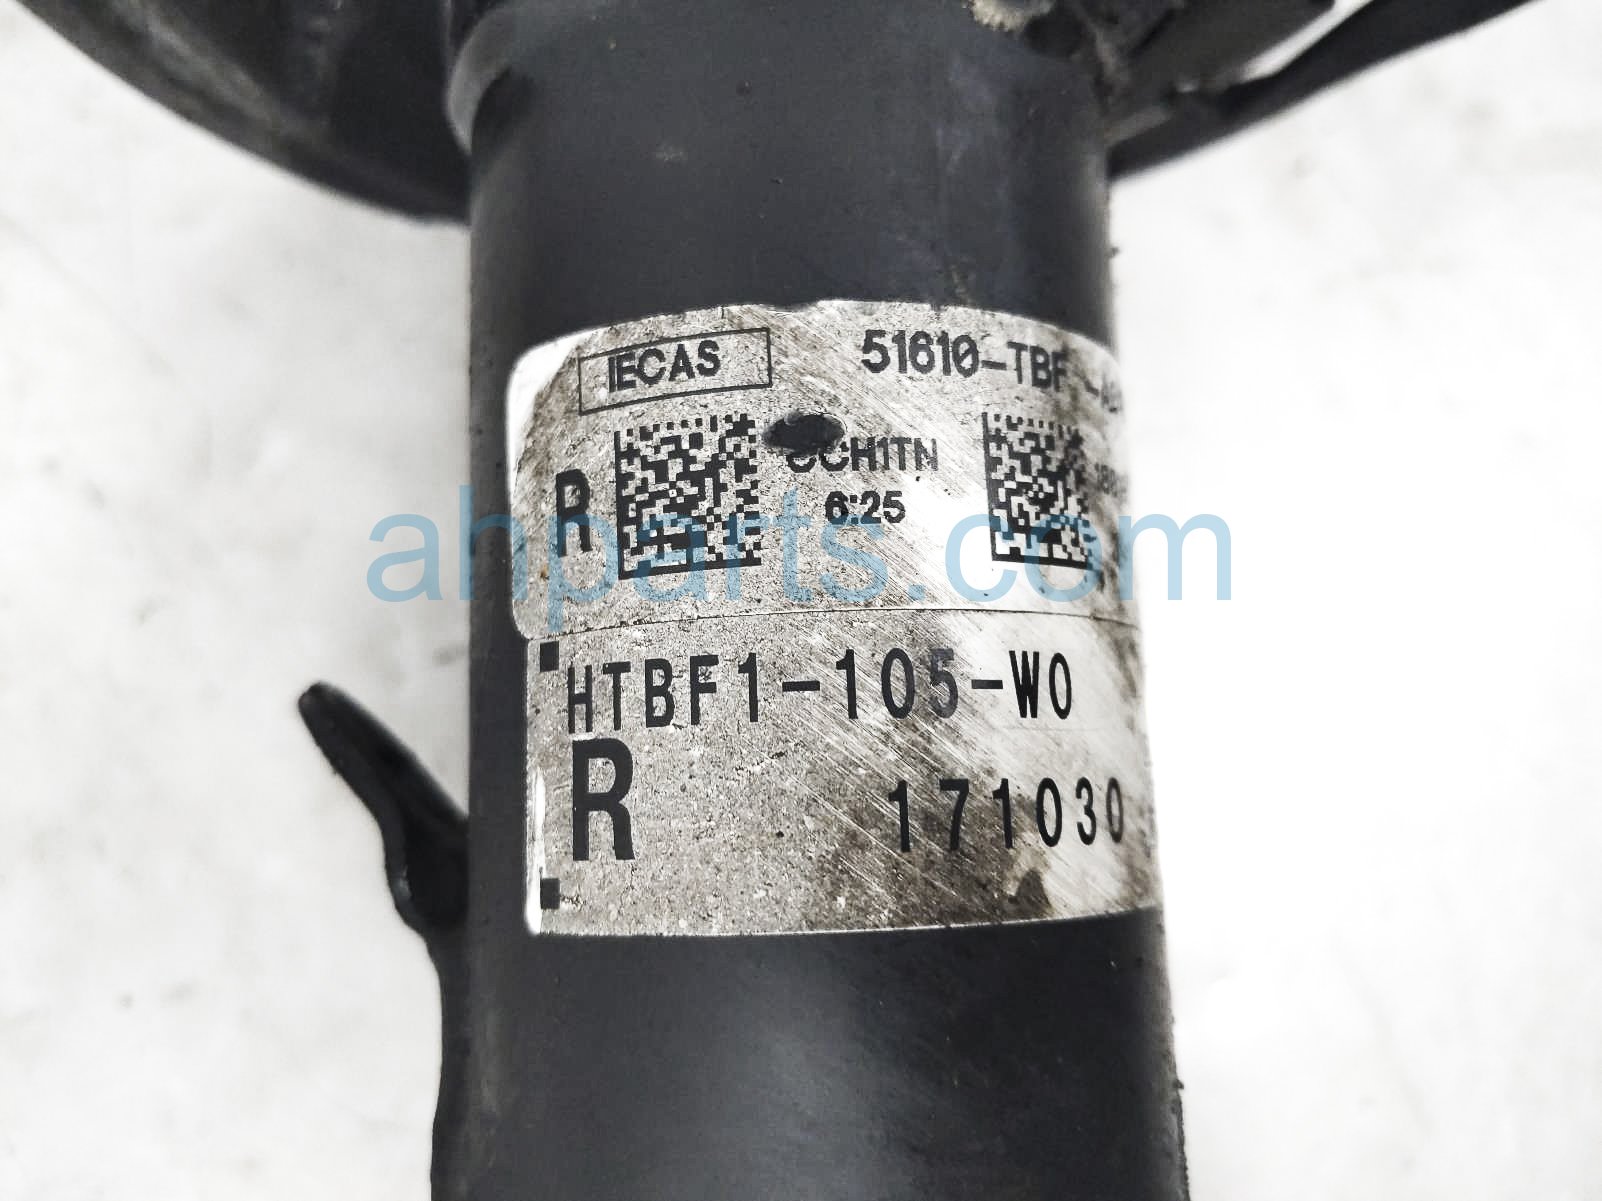 IECAS
51610-TBF
R
CCH1TN
6:25
ahparts.com
HTBF1-105-W0
R
171030